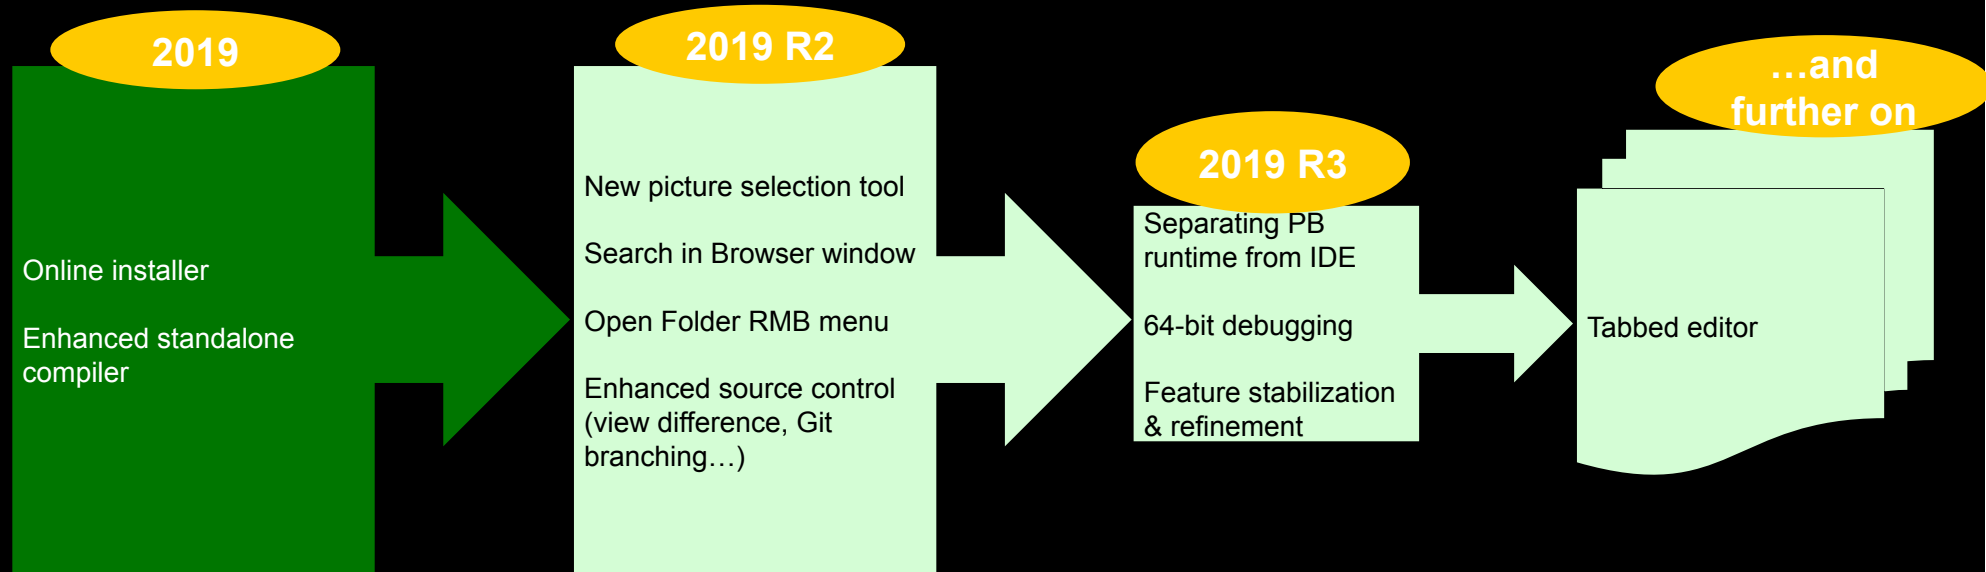 2019
Online installer
Enhanced standalone
compiler
2019 R2
New picture selection tool
Search in Browser window
Open Folder RMB menu
Enhanced source control
(view difference, Git
branching…)
2019 R3
Separating PB
runtime from IDE
64-bit debugging
Feature stabilization
& refinement
…and
further on
Tabbed editor